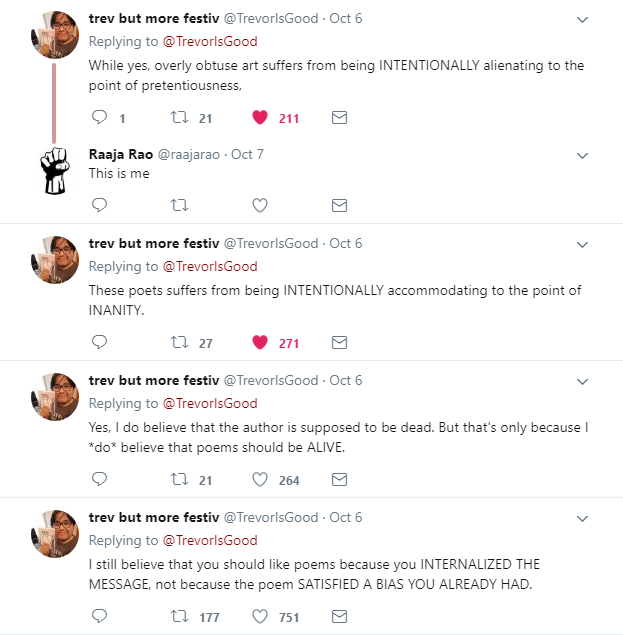 trev but more festiv @TrevorIsGood · Oct 6
Replying to @TrevorIsGood
While yes, overly obtuse art suffers from being INTENTIONALLY alienating to the
point of pretentiousness,
1 21 211
Raaja Rao @raajarao · Oct 7
This is me
trev but more festiv @TrevorIsGood · Oct 6
Replying to @TrevorIsGood
These poets suffers from being INTENTIONALLY accommodating to the point of
INANITY.
27 271
trev but more festiv @TrevorIsGood · Oct 6
Replying to @TrevorIsGood
Yes, I do believe that the author is supposed to be dead. But that's only because I
*do* believe that poems should be ALIVE.
21 264
trev but more festiv @TrevorIsGood · Oct 6
Replying to @TrevorIsGood
I still believe that you should like poems because you INTERNALIZED THE
MESSAGE, not because the poem SATISFIED A BIAS YOU ALREADY HAD.
177 751